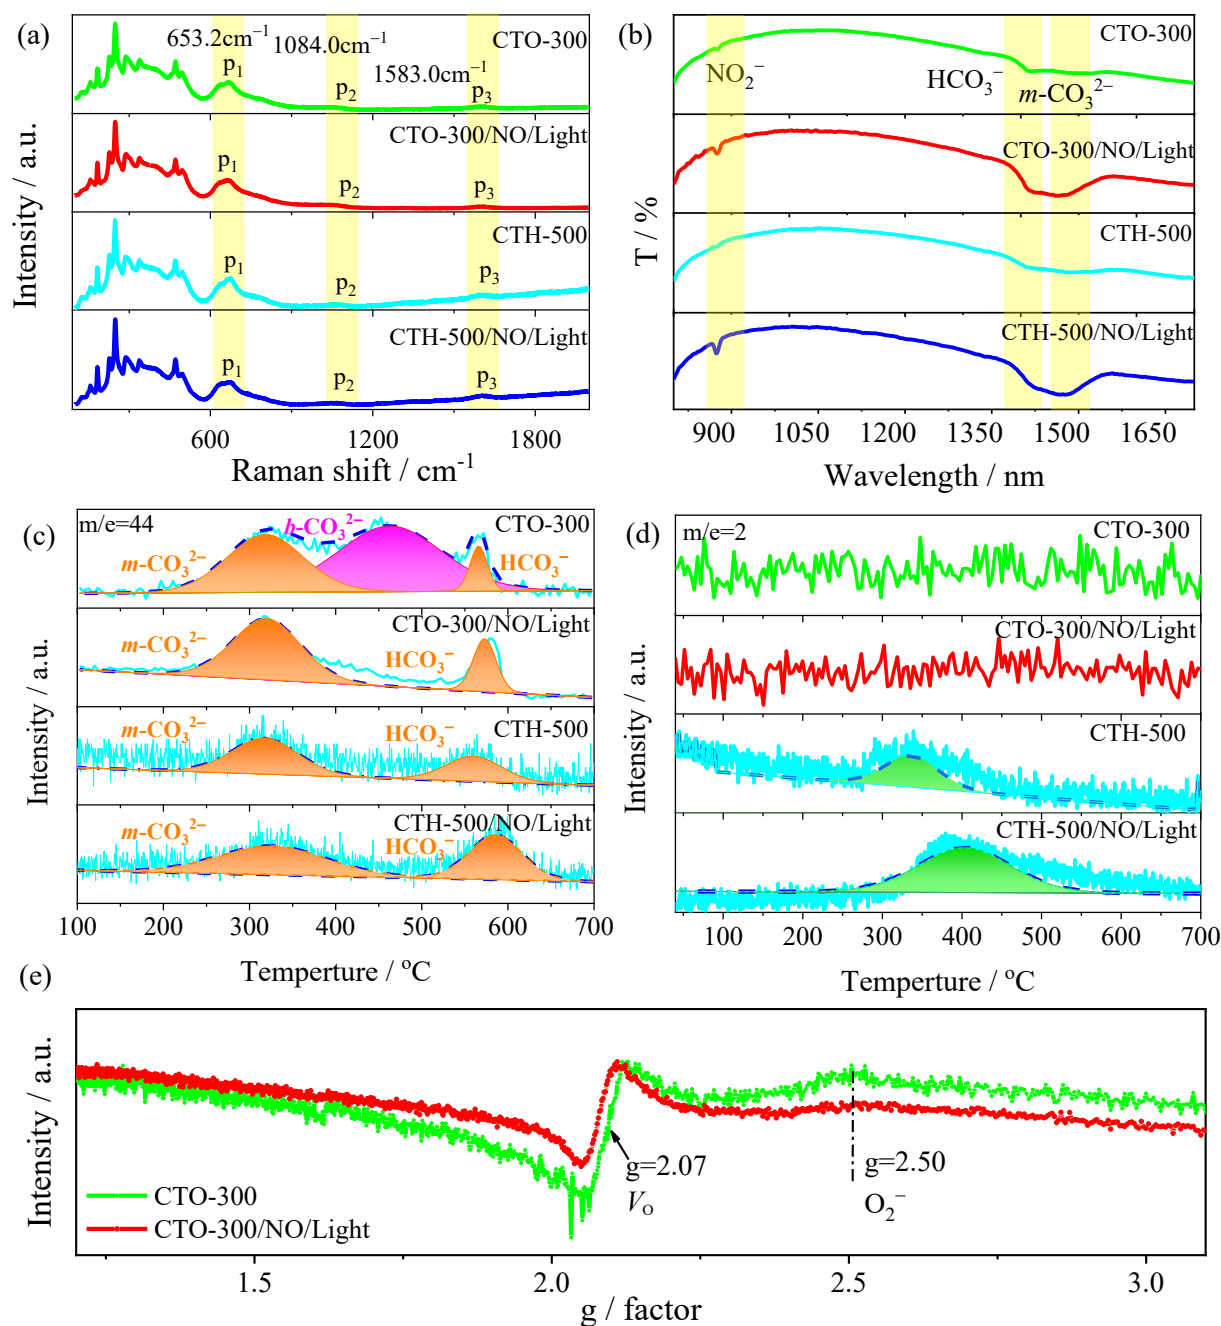 (a)
653.2cm⁻¹ 1084.0cm⁻¹
1583.0cm⁻¹
CTO-300
p₁
p₂
p₃
CTO-300/NO/Light
p₁
p₂
p₃
CTH-500
p₁
p₂
p₃
CTH-500/NO/Light
p₁
p₂
p₃
Intensity / a.u.
600 1200 1800
Raman shift / cm⁻¹
(b)
CTO-300
NO₂⁻
HCO₃⁻
m-CO₃²⁻
CTO-300/NO/Light
CTH-500
CTH-500/NO/Light
T / %
900 1050 1200 1350 1500 1650
Wavelength / nm
(c)
m/e=44
b-CO₃²⁻
CTO-300
m-CO₃²⁻
HCO₃⁻
CTO-300/NO/Light
m-CO₃²⁻
HCO₃⁻
CTH-500
m-CO₃²⁻
HCO₃⁻
CTH-500/NO/Light
m-CO₃²⁻
HCO₃⁻
Intensity / a.u.
100 200 300 400 500 600 700
Temperture / ºC
(d)
m/e=2
CTO-300
CTO-300/NO/Light
CTH-500
CTH-500/NO/Light
Intensity / a.u.
100 200 300 400 500 600 700
Temperture / ºC
(e)
Intensity / a.u.
g=2.07
Vₒ
g=2.50
O₂⁻
CTO-300
CTO-300/NO/Light
1.5 2.0 2.5 3.0
g / factor